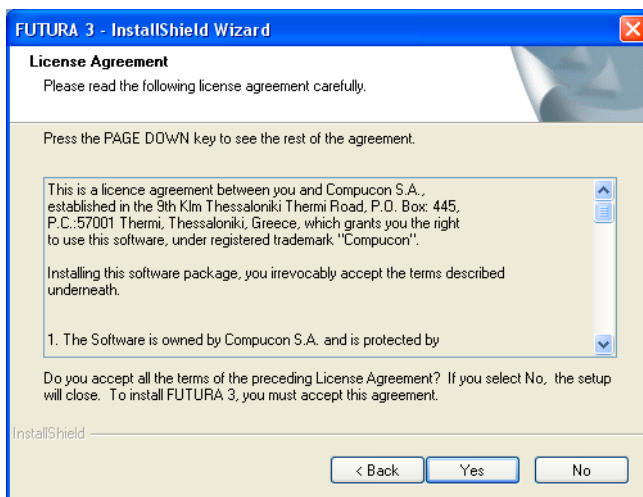 FUTURA 3 - InstallShield Wizard
License Agreement
Please read the following license agreement carefully.
Press the PAGE DOWN key to see the rest of the agreement.
This is a licence agreement between you and Compucon S.A.,
established in the 9th Klm Thessaloniki Thermi Road, P.O. Box: 445,
P.C.:57001 Thermi, Thessaloniki, Greece, which grants you the right
to use this software, under registered trademark "Compucon".
Installing this software package, you irrevocably accept the terms described
underneath.
1. The Software is owned by Compucon S.A. and is protected by
Do you accept all the terms of the preceding License Agreement? If you select No, the setup
will close. To install FUTURA 3, you must accept this agreement.
InstallShield
< Back Yes No